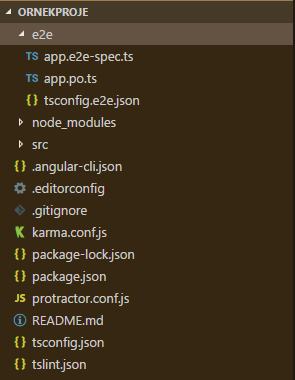 ORNEKPROJE
e2e
TS app.e2e-spec.ts
TS app.po.ts
{} tsconfig.e2e.json
node_modules
src
{} .angular-cli.json
.editorconfig
.gitignore
karma.conf.js
{} package-lock.json
{} package.json
JS protractor.conf.js
README.md
{} tsconfig.json
{} tslint.json